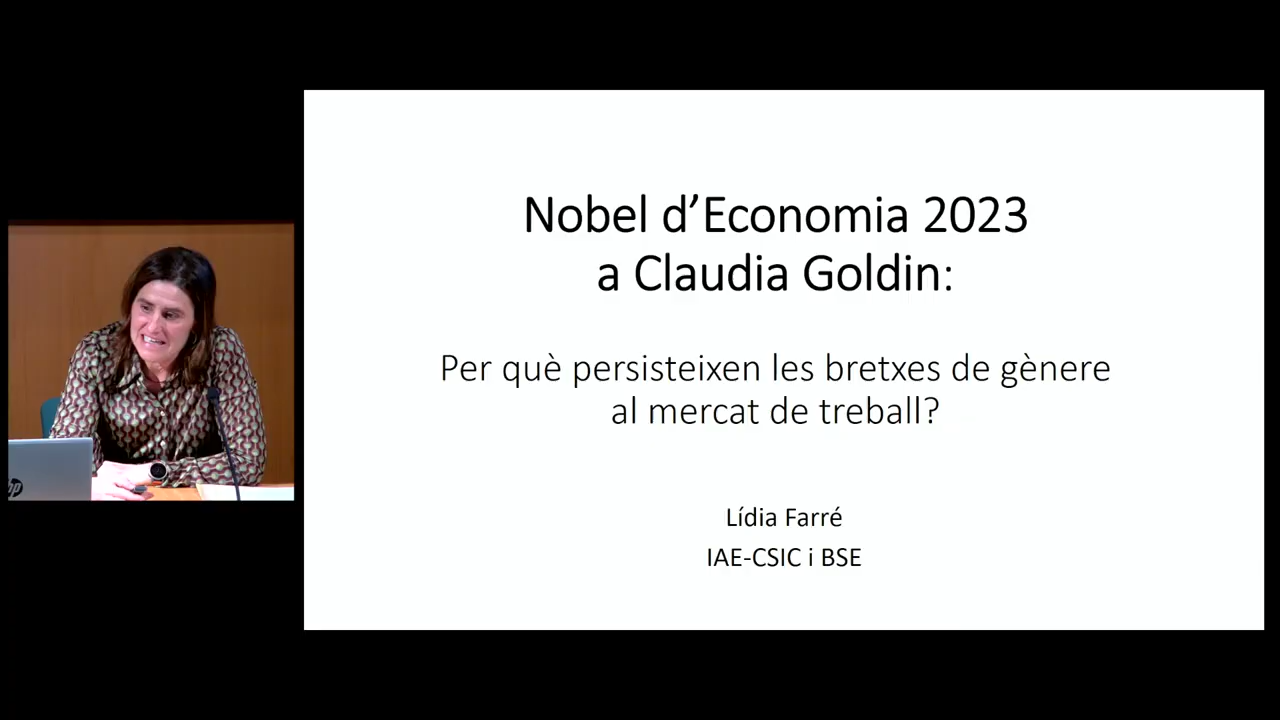 Nobel d’Economia 2023
a Claudia Goldin:
Per què persisteixen les bretxes de gènere
al mercat de treball?
Lídia Farré
IAE-CSIC i BSE
hp